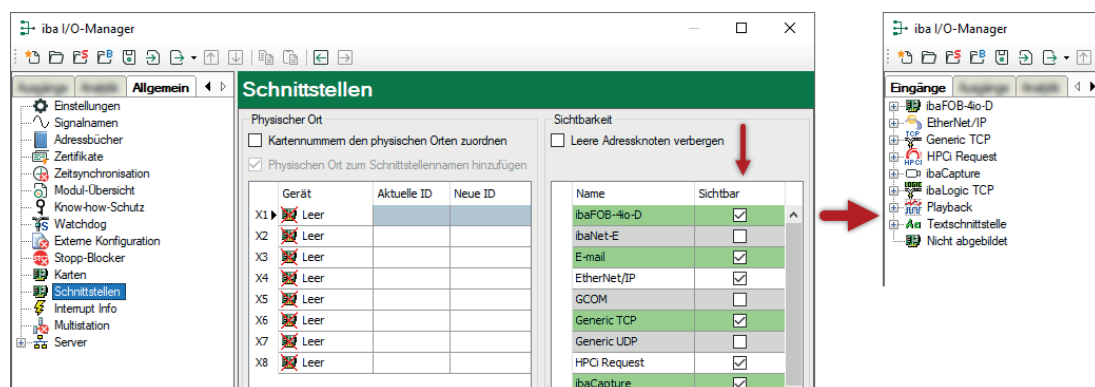 iba I/O-Manager
Allgemein
Einstellungen
Signalnamen
Adressbücher
Zertifikate
Zeitsynchronisation
Modul-Übersicht
Know-how-Schutz
Watchdog
Externe Konfiguration
Stopp-Blocker
Karten
Schnittstellen
Interrupt Info
Multistation
Server
Schnittstellen
Physischer Ort
Kartennummern den physischen Orten zuordnen
Physischen Ort zum Schnittstellennamen hinzufügen
Gerät Aktuelle ID Neue ID
X1 Leer
X2 Leer
X3 Leer
X4 Leer
X5 Leer
X6 Leer
X7 Leer
X8 Leer
Sichtbarkeit
Leere Adressknoten verbergen
Name Sichtbar
ibaFOB-4io-D
ibaNet-E
E-mail
EtherNet/IP
GCOM
Generic TCP
Generic UDP
HPCi Request
ibaCapture
iba I/O-Manager
Eingänge
ibaFOB-4io-D
EtherNet/IP
Generic TCP
HPCi Request
ibaCapture
ibaLogic TCP
Playback
Textschnittstelle
Nicht abgebildet